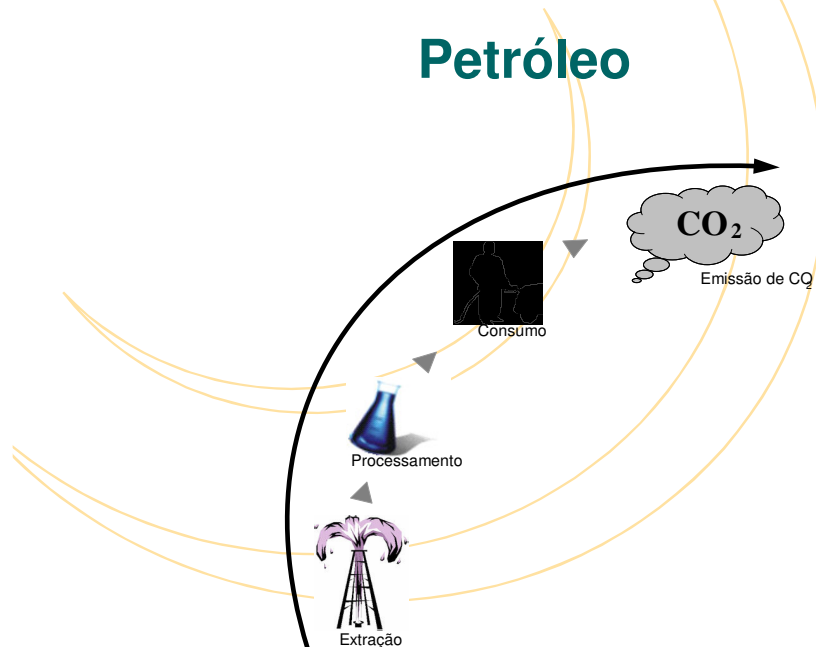 Petróleo
CO₂
Emissão de CO₂
Consumo
Processamento
Extração